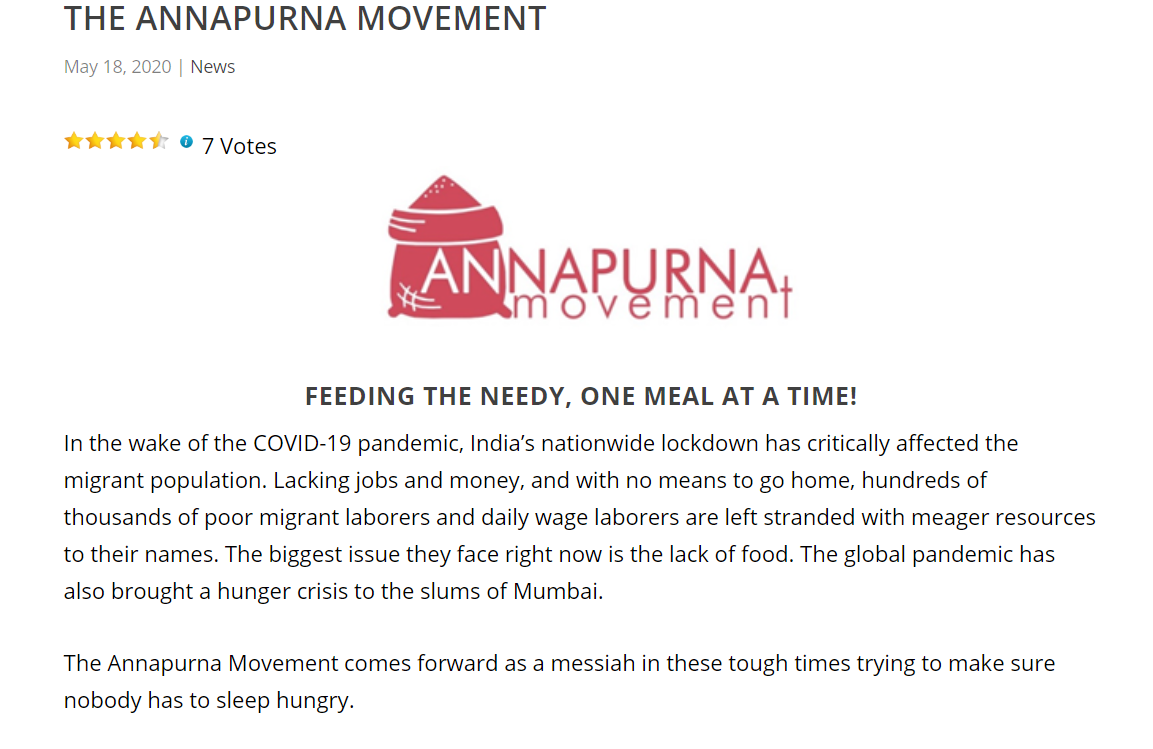 THE ANNAPURNA MOVEMENT
May 18, 2020 | News
7 Votes
ANNAPURNA
movement
FEEDING THE NEEDY, ONE MEAL AT A TIME!
In the wake of the COVID-19 pandemic, India’s nationwide lockdown has critically affected the
migrant population. Lacking jobs and money, and with no means to go home, hundreds of
thousands of poor migrant laborers and daily wage laborers are left stranded with meager resources
to their names. The biggest issue they face right now is the lack of food. The global pandemic has
also brought a hunger crisis to the slums of Mumbai.
The Annapurna Movement comes forward as a messiah in these tough times trying to make sure
nobody has to sleep hungry.